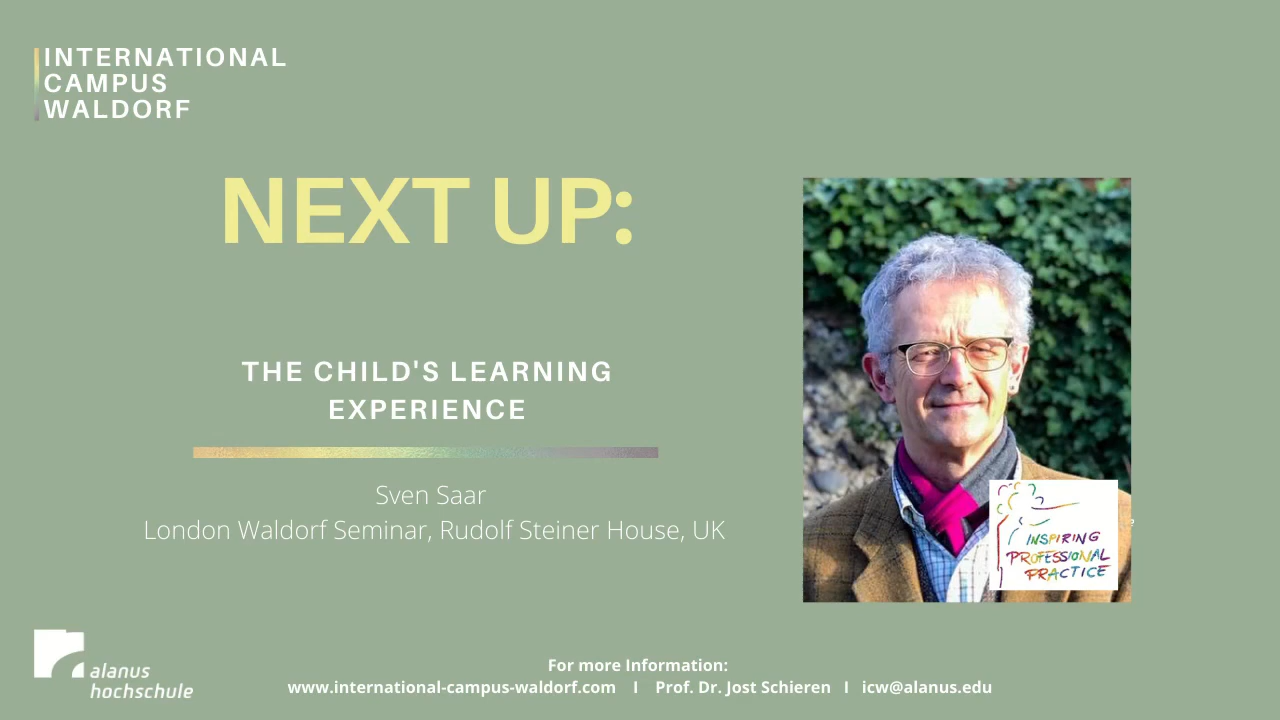 INTERNATIONAL
CAMPUS
WALDORF
NEXT UP:
THE CHILD'S LEARNING
EXPERIENCE
Sven Saar
London Waldorf Seminar, Rudolf Steiner House, UK
INSPIRING
PROFESSIONAL
PRACTICE
alanus
hochschule
For more Information:
www.international-campus-waldorf.com I Prof. Dr. Jost Schieren I icw@alanus.edu